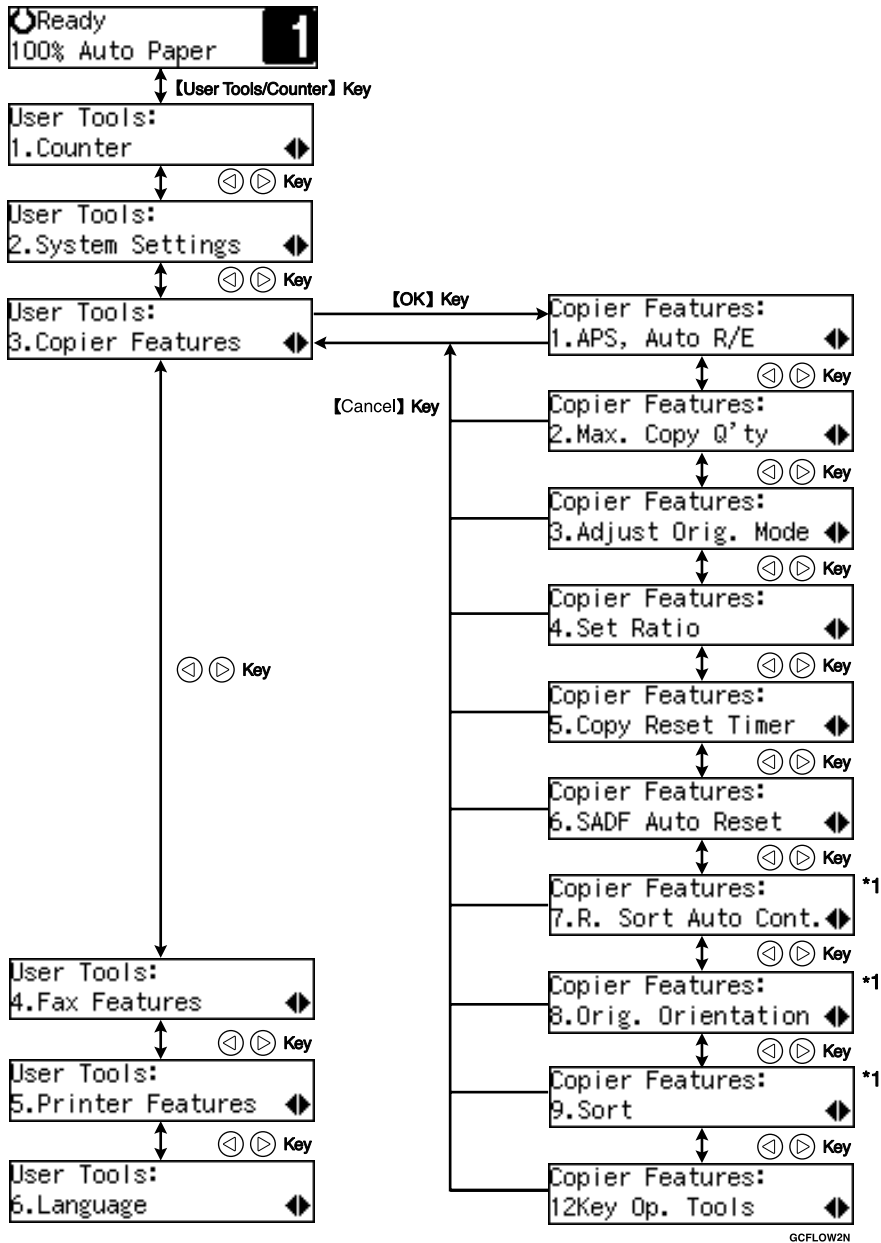 Ready
100% Auto Paper
1
【User Tools/Counter】 Key
User Tools:
1.Counter
Key
User Tools:
2.System Settings
Key
User Tools:
3.Copier Features
【OK】 Key
【Cancel】 Key
Key
User Tools:
4.Fax Features
Key
User Tools:
5.Printer Features
Key
User Tools:
6.Language
Copier Features:
1.APS, Auto R/E
Key
Copier Features:
2.Max. Copy Q'ty
Key
Copier Features:
3.Adjust Orig. Mode
Key
Copier Features:
4.Set Ratio
Key
Copier Features:
5.Copy Reset Timer
Key
Copier Features:
6.SADF Auto Reset
Key
Copier Features: *1
7.R. Sort Auto Cont.
Key
Copier Features: *1
8.Orig. Orientation
Key
Copier Features: *1
9.Sort
Key
Copier Features:
12Key Op. Tools
GCFLOW2N